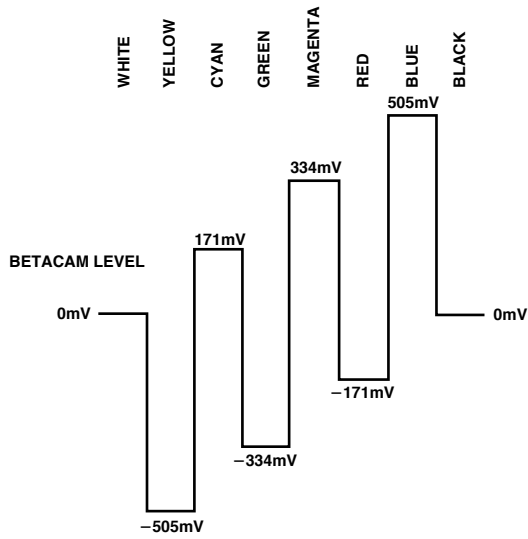 WHITE
YELLOW
CYAN
GREEN
MAGENTA
RED
BLUE
BLACK
505mV
334mV
171mV
BETACAM LEVEL
0mV
0mV
−171mV
−334mV
−505mV